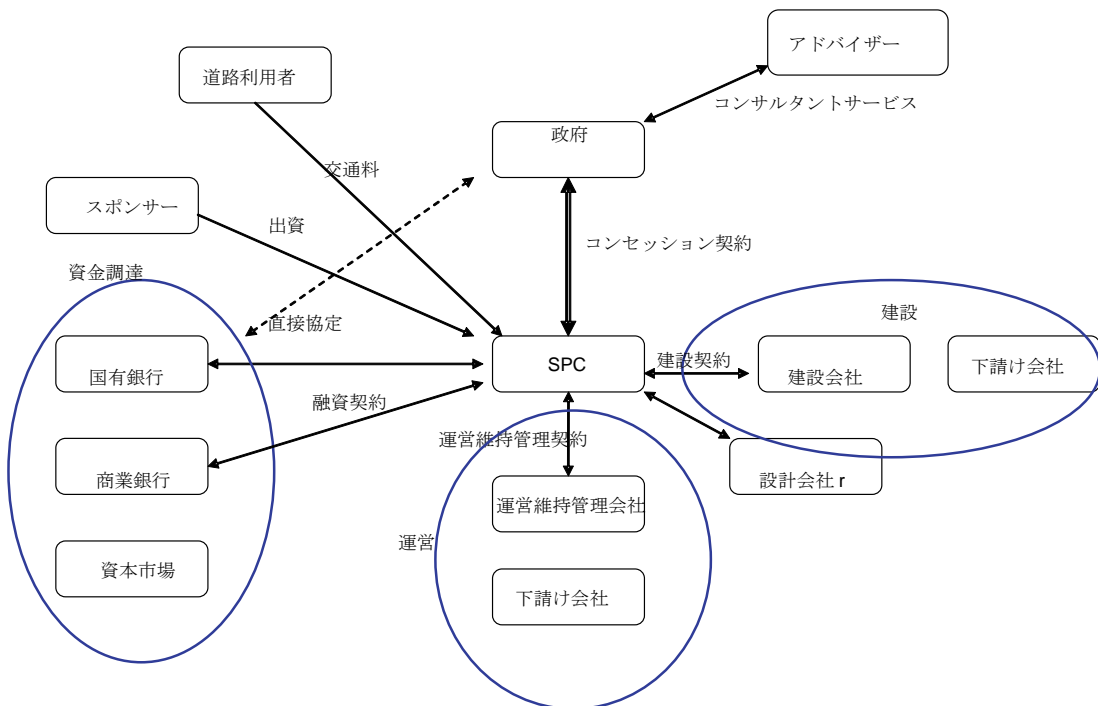 アドバイザー
道路利用者
コンサルタントサービス
政府
交通料
スポンサー
出資
コンセッション契約
資金調達
直接協定
建設
国有銀行
SPC
建設契約
建設会社
下請け会社
融資契約
運営維持管理契約
商業銀行
設計会社 r
運営維持管理会社
運営
資本市場
下請け会社